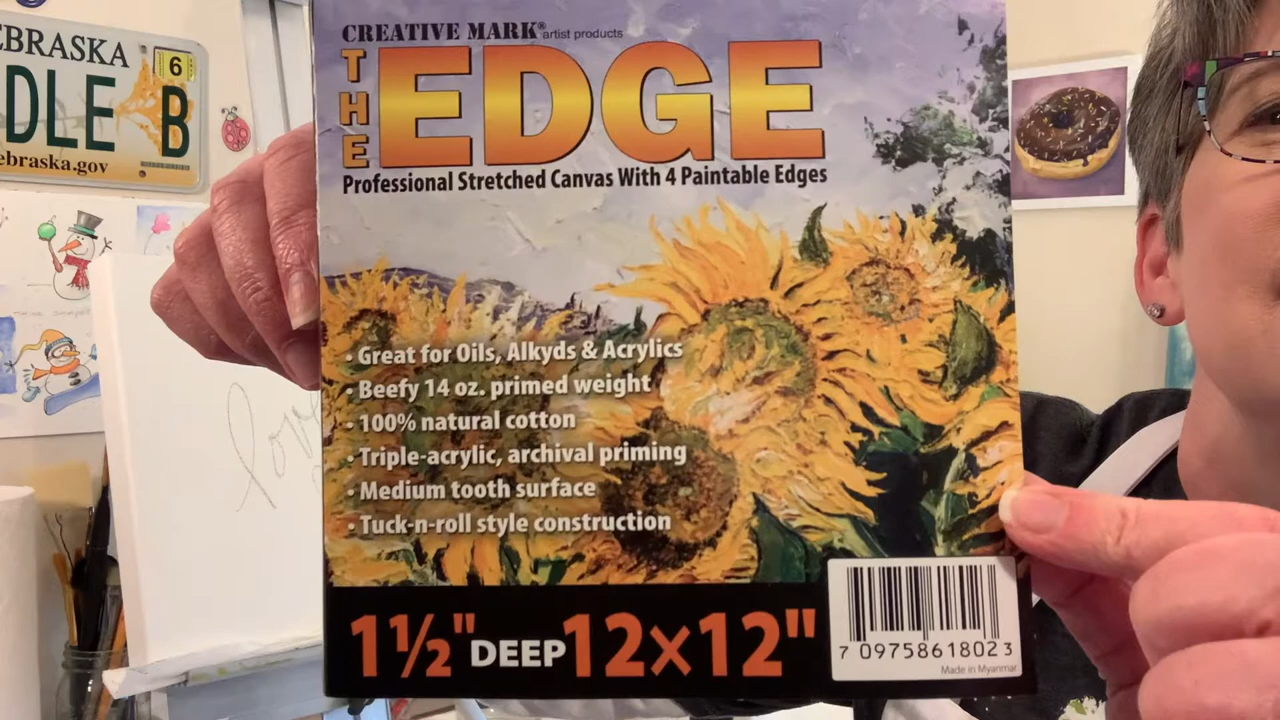 CREATIVE MARK® artist products
THE EDGE
Professional Stretched Canvas With 4 Paintable Edges
• Great for Oils, Alkyds & Acrylics
• Beefy 14 oz. primed weight
• 100% natural cotton
• Triple-acrylic, archival priming
• Medium tooth surface
• Tuck-n-roll style construction
1½" DEEP 12x12"
7 09758 61802 3
Made in Myanmar
EBRASKA
6
DLE B
ebraska.gov
love